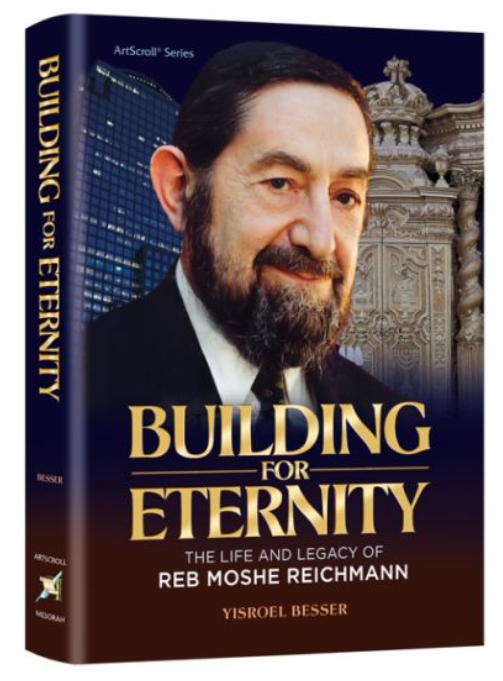 ArtScroll® Series
BUILDING
FOR
ETERNITY
THE LIFE AND LEGACY OF
REB MOSHE REICHMANN
YISROEL BESSER
BUILDING FOR ETERNITY
BESSER
ARTSCROLL
MESORAH